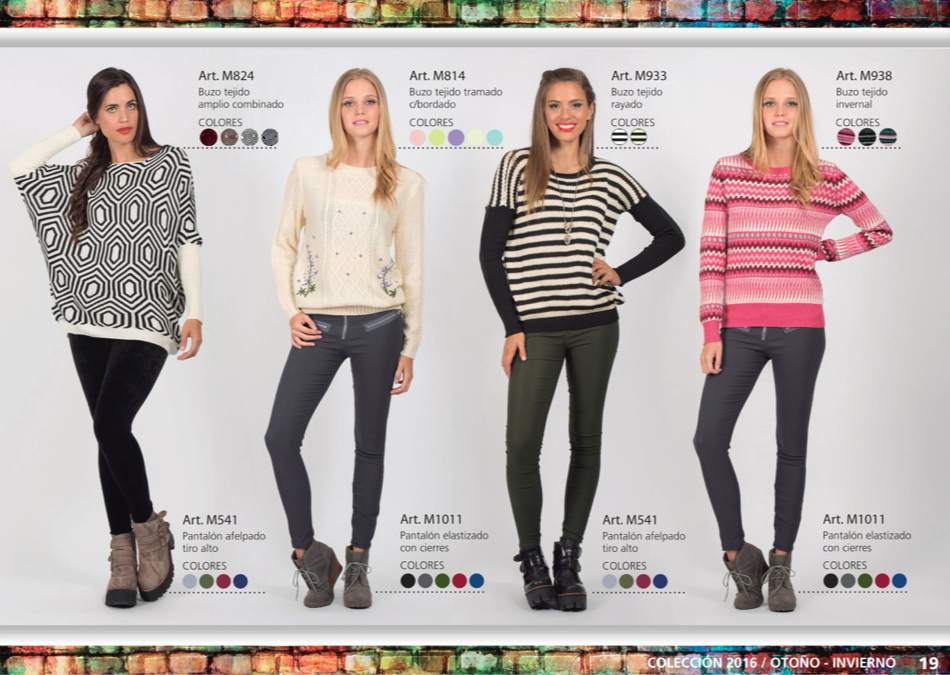 Art. M824
Buzo tejido
amplio combinado
COLORES
Art. M814
Buzo tejido tramado
c/bordado
COLORES
Art. M933
Buzo tejido
rayado
COLORES
Art. M938
Buzo tejido
invernal
COLORES
Art. M541
Pantalón afelpado
tiro alto
COLORES
Art. M1011
Pantalón elastizado
con cierres
COLORES
Art. M541
Pantalón afelpado
tiro alto
COLORES
Art. M1011
Pantalón elastizado
con cierres
COLORES
COLECCIÓN 2016 / OTOÑO - INVIERNO 19